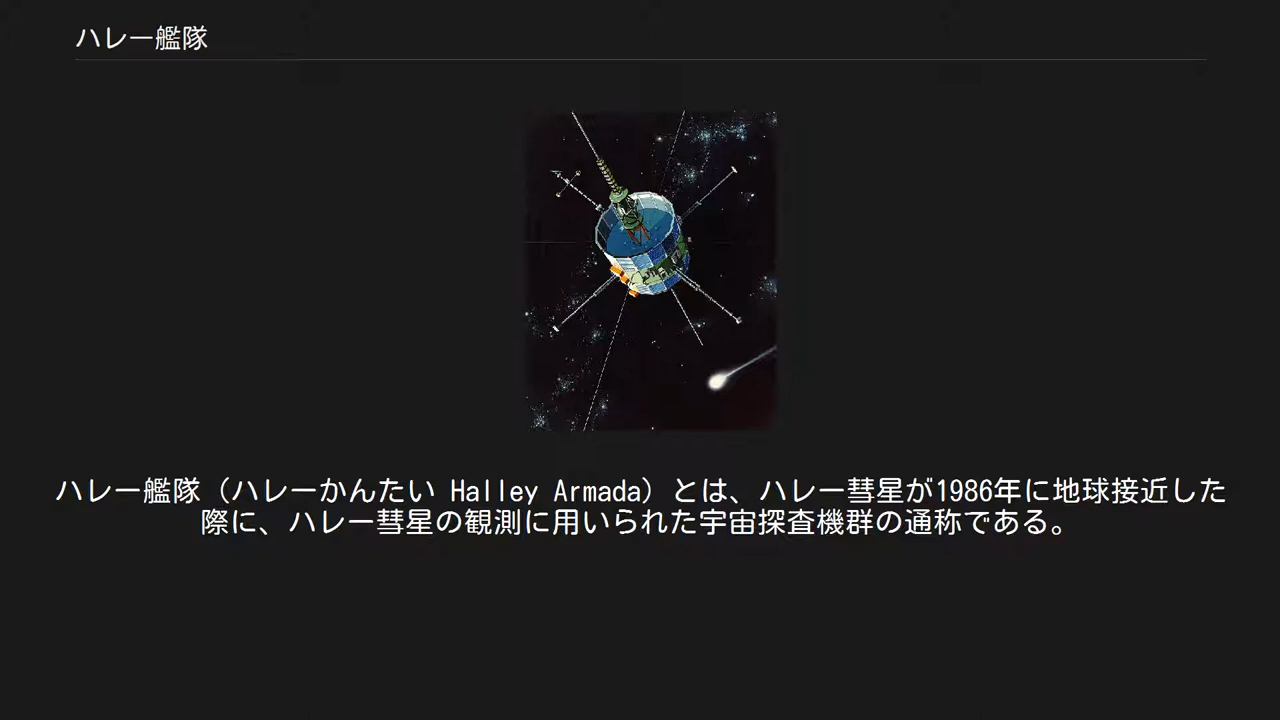 ハレー艦隊
ハレー艦隊（ハレーかんたい Halley Armada）とは、ハレー彗星が1986年に地球接近した
際に、ハレー彗星の観測に用いられた宇宙探査機群の通称である。